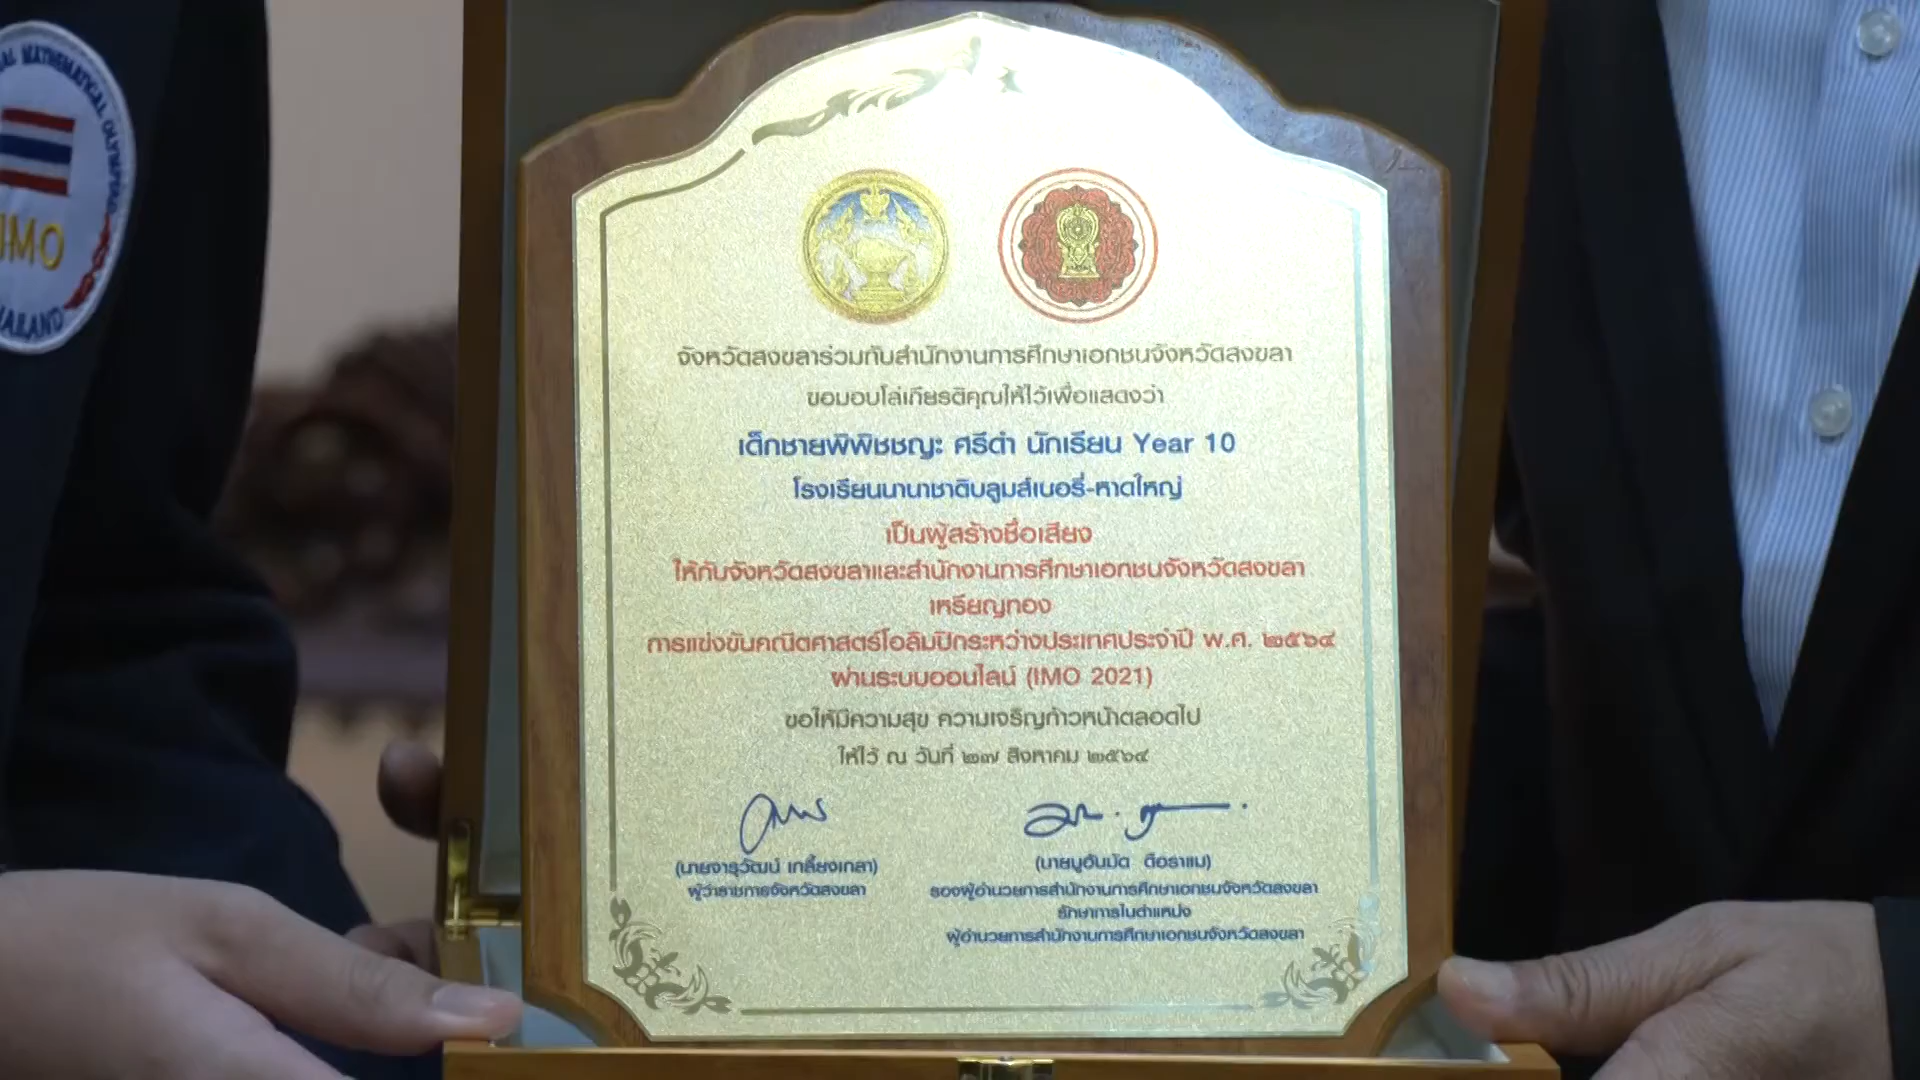 AL MATHEMATICAL OLYMPIAD
IMO
THAILAND
จังหวัดสงขลาร่วมกับสำนักงานการศึกษาเอกชนจังหวัดสงขลา
ขอมอบโล่เกียรติคุณให้ไว้เพื่อแสดงว่า
เด็กชายพิพิชชญะ ศรีดำ นักเรียน Year 10
โรงเรียนนานาชาติบลูมส์เบอรี่-หาดใหญ่
เป็นผู้สร้างชื่อเสียง
ให้กับจังหวัดสงขลาและสำนักงานการศึกษาเอกชนจังหวัดสงขลา
เหรียญทอง
การแข่งขันคณิตศาสตร์โอลิมปิกระหว่างประเทศประจำปี พ.ศ. ๒๕๖๔
ผ่านระบบออนไลน์ (IMO 2021)
ขอให้มีความสุข ความเจริญก้าวหน้าตลอดไป
ให้ไว้ ณ วันที่ ๒๗ สิงหาคม ๒๕๖๔
(นายจารุวัฒน์ เกลี้ยงเกลา)
ผู้ว่าราชการจังหวัดสงขลา
(นายมูฮันมัด ตือราแม)
รองผู้อำนวยการสำนักงานการศึกษาเอกชนจังหวัดสงขลา
รักษาการในตำแหน่ง
ผู้อำนวยการสำนักงานการศึกษาเอกชนจังหวัดสงขลา